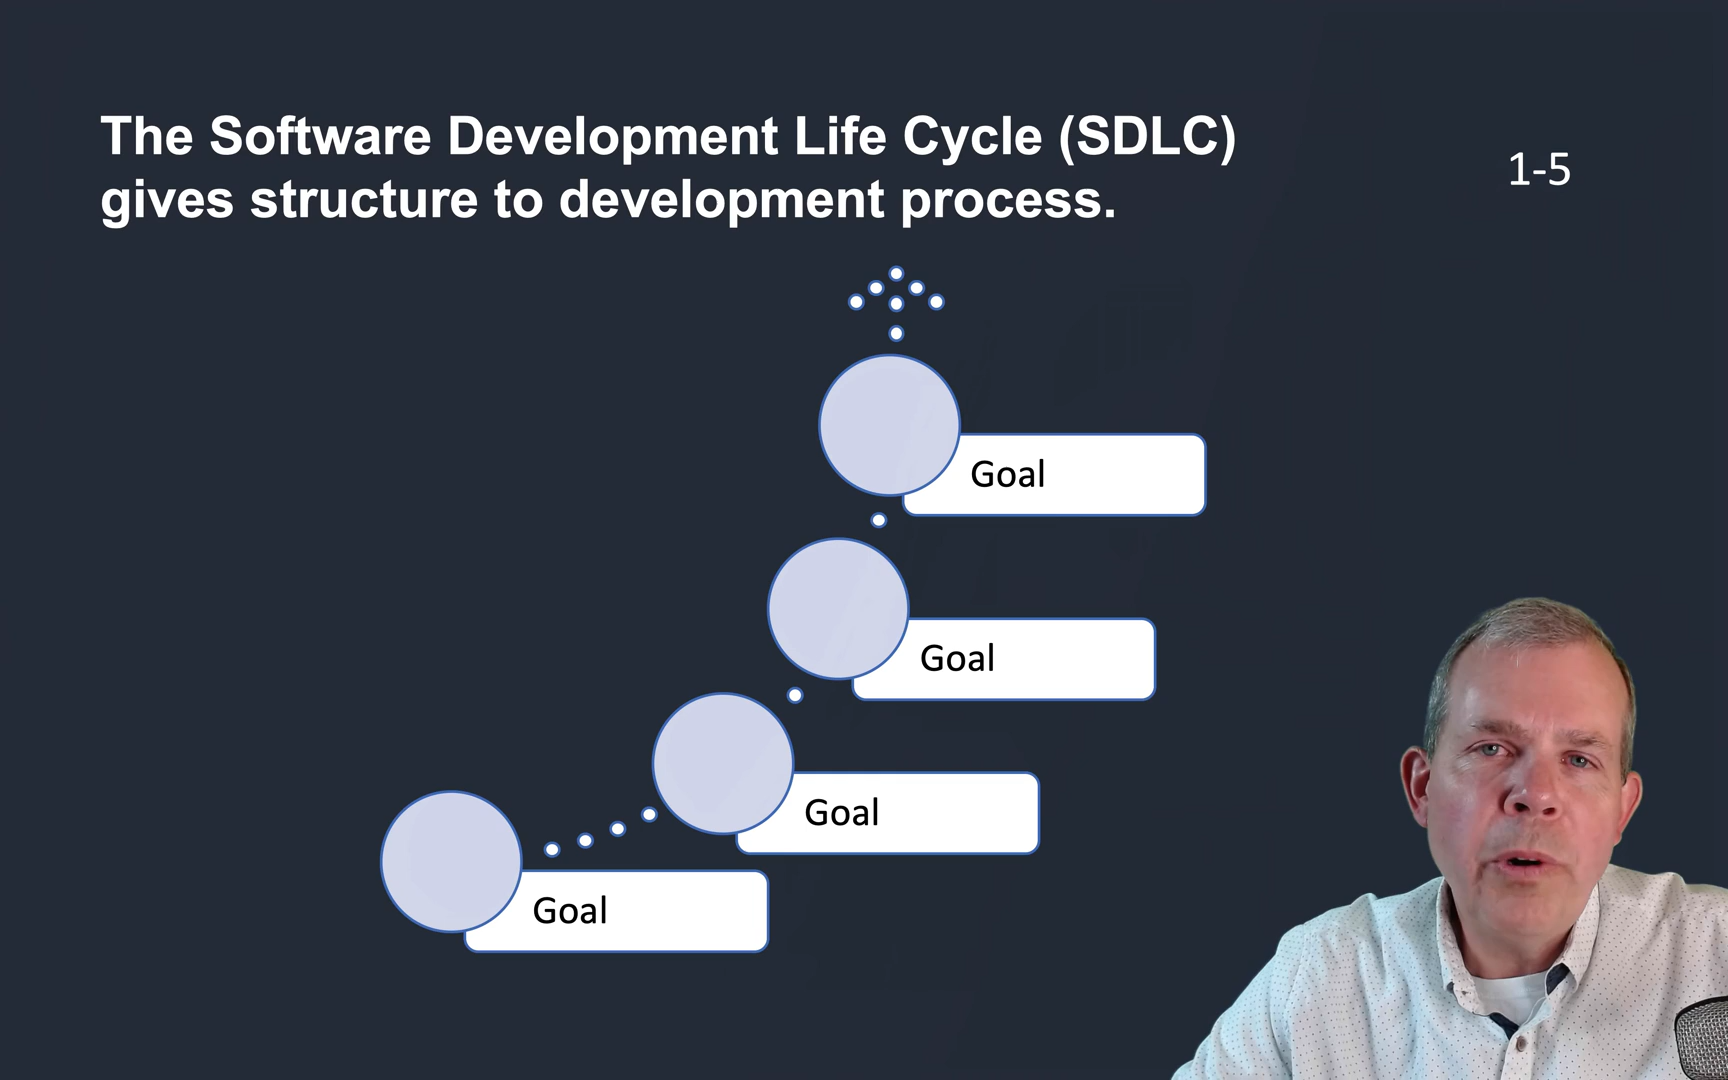 The Software Development Life Cycle (SDLC)
gives structure to development process.
1-5
Goal
Goal
Goal
Goal